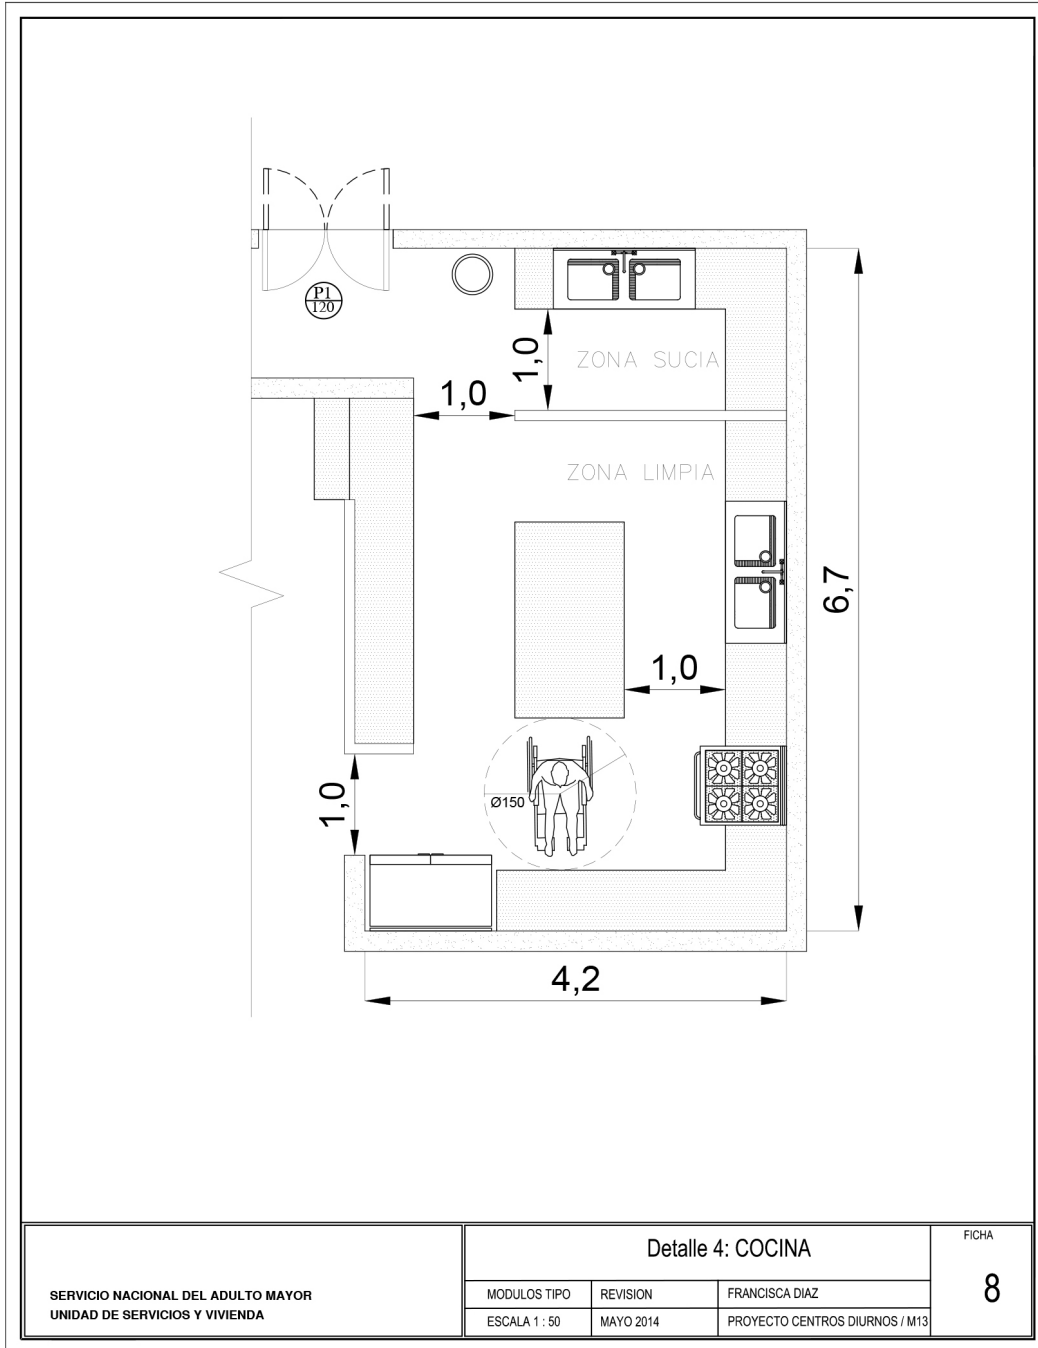 P1
120
1,0
ZONA SUCIA
1,0
ZONA LIMPIA
6,7
1,0
1,0
Ø150
4,2
SERVICIO NACIONAL DEL ADULTO MAYOR
UNIDAD DE SERVICIOS Y VIVIENDA
Detalle 4: COCINA
MODULOS TIPO
REVISION
FRANCISCA DIAZ
ESCALA 1 : 50
MAYO 2014
PROYECTO CENTROS DIURNOS / M13
FICHA
8